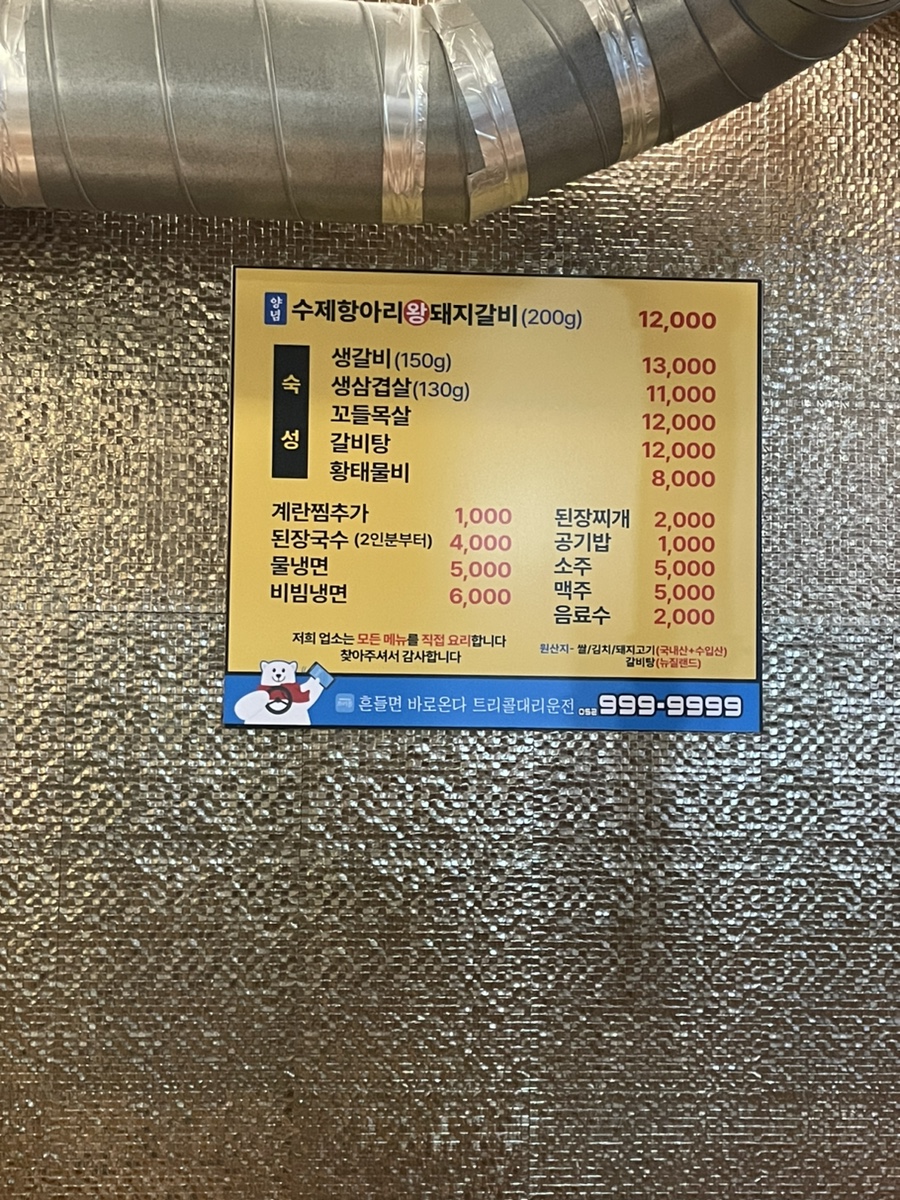 양념 수제항아리왕돼지갈비(200g) 12,000
숙성
생갈비(150g) 13,000
생삼겹살(130g) 11,000
꼬들목살 12,000
갈비탕 12,000
황태물비 8,000
계란찜추가 1,000
된장국수 (2인분부터) 4,000
물냉면 5,000
비빔냉면 6,000
된장찌개 2,000
공기밥 1,000
소주 5,000
맥주 5,000
음료수 2,000
저희 업소는 모든 메뉴를 직접 요리합니다
찾아주셔서 감사합니다
원산지- 쌀/김치/돼지고기(국내산+수입산)
갈비탕(뉴질랜드)
흔들면 바로온다 트리콜대리운전 052 999-9999